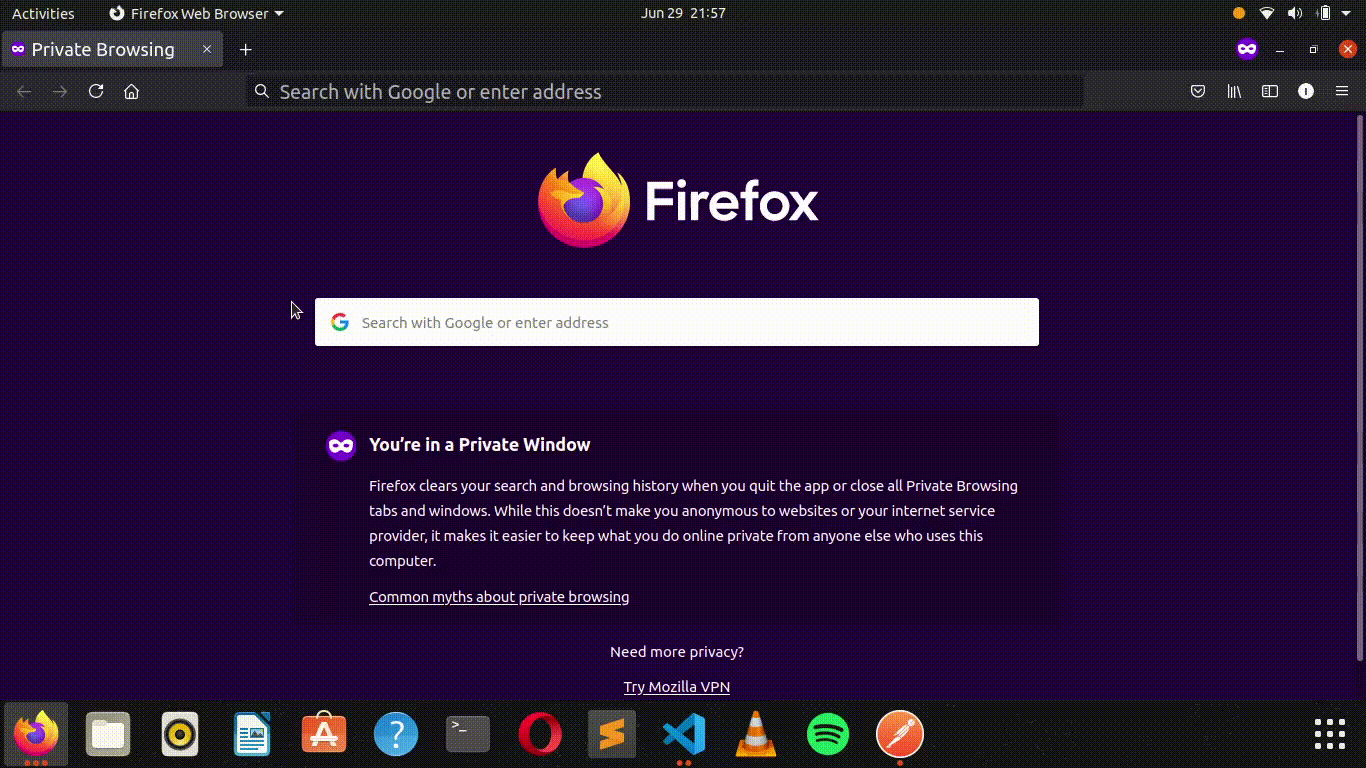 Activities
Firefox Web Browser
Jun 29 21:57
Private Browsing
Search with Google or enter address
Firefox
Search with Google or enter address
You’re in a Private Window
Firefox clears your search and browsing history when you quit the app or close all Private Browsing
tabs and windows. While this doesn’t make you anonymous to websites or your internet service
provider, it makes it easier to keep what you do online private from anyone else who uses this
computer.
Common myths about private browsing
Need more privacy?
Try Mozilla VPN